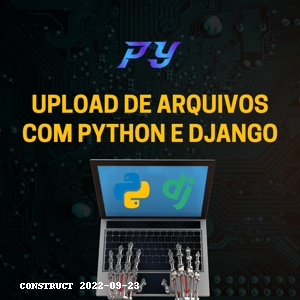 PY
UPLOAD DE ARQUIVOS
COM PYTHON E DJANGO
dj
CONSTRUCT 2022-09-23